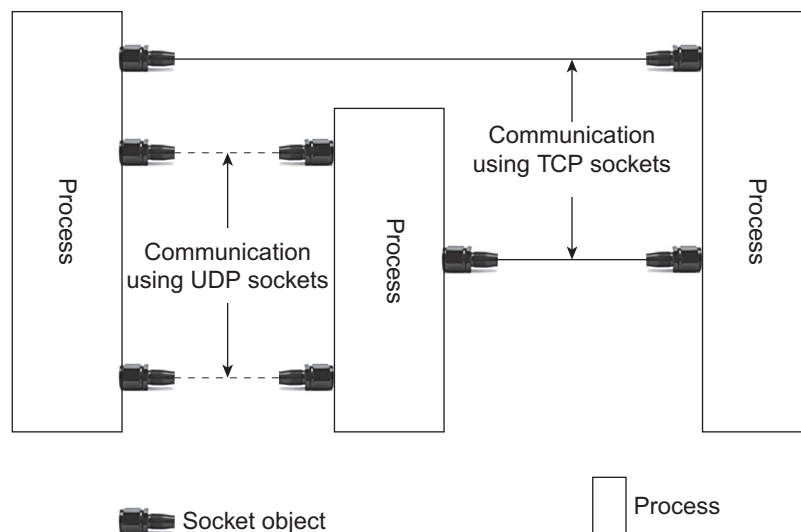 Process
Communication
using UDP sockets
Process
Communication
using TCP sockets
Process
Socket object
Process